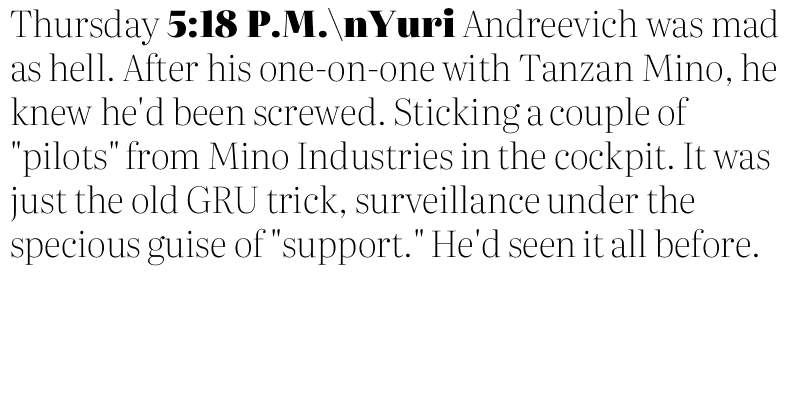 Thursday 5:18 P.M.\nYuri Andreevich was mad
as hell. After his one-on-one with Tanzan Mino, he
knew he'd been screwed. Sticking a couple of
"pilots" from Mino Industries in the cockpit. It was
just the old GRU trick, surveillance under the
specious guise of "support." He'd seen it all before.